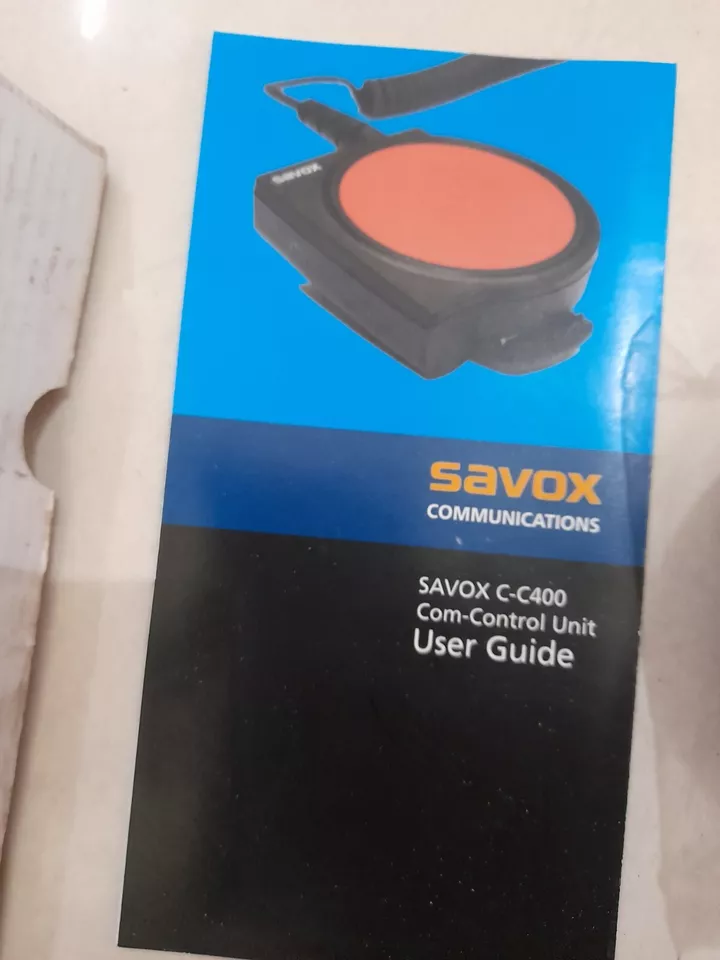 savox
savox
COMMUNICATIONS
SAVOX C-C400
Com-Control Unit
User Guide